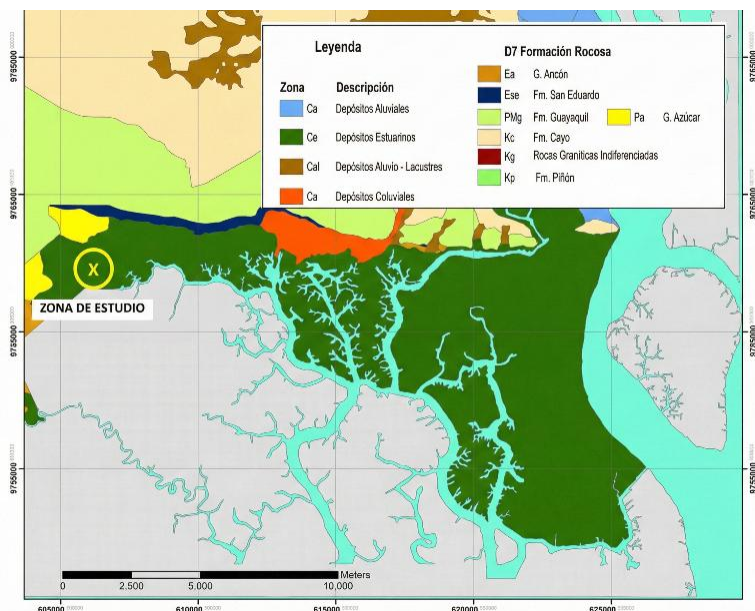 Leyenda
Zona Descripción
Ca Depósitos Aluviales
Ce Depósitos Estuarinos
Cal Depósitos Aluvio - Lacustres
Ca Depósitos Coluviales
D7 Formación Rocosa
Ea G. Ancón
Ese Fm. San Eduardo
PMg Fm. Guayaquil
Pa G. Azúcar
Kc Fm. Cayo
Kg Rocas Graniticas Indiferenciadas
Kp Fm. Piñón
X
ZONA DE ESTUDIO
9785000
9765000
9725000
9755000
9765000
9765000
9725000
9755000
Meters
0 2.500 5.000 10,000
605000 610000 615000 620000 625000